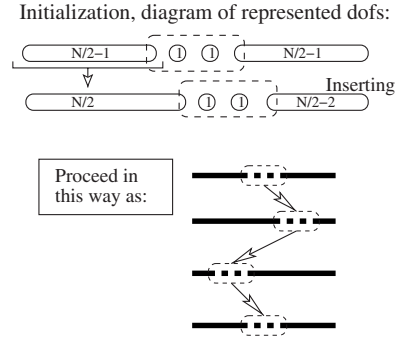 Initialization, diagram of represented dofs:
N/2−1 1 1 N/2−1
Inserting
N/2 1 1 N/2−2
Proceed in
this way as: